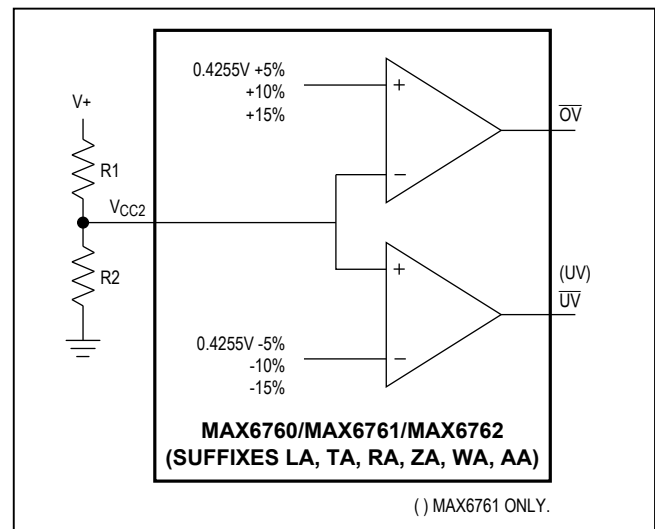 0.4255V +5%
+10%
+15%
+
−
OV
V+
R1
VCC2
R2
+
−
(UV)
UV
0.4255V -5%
-10%
-15%
MAX6760/MAX6761/MAX6762
(SUFFIXES LA, TA, RA, ZA, WA, AA)
( ) MAX6761 ONLY.